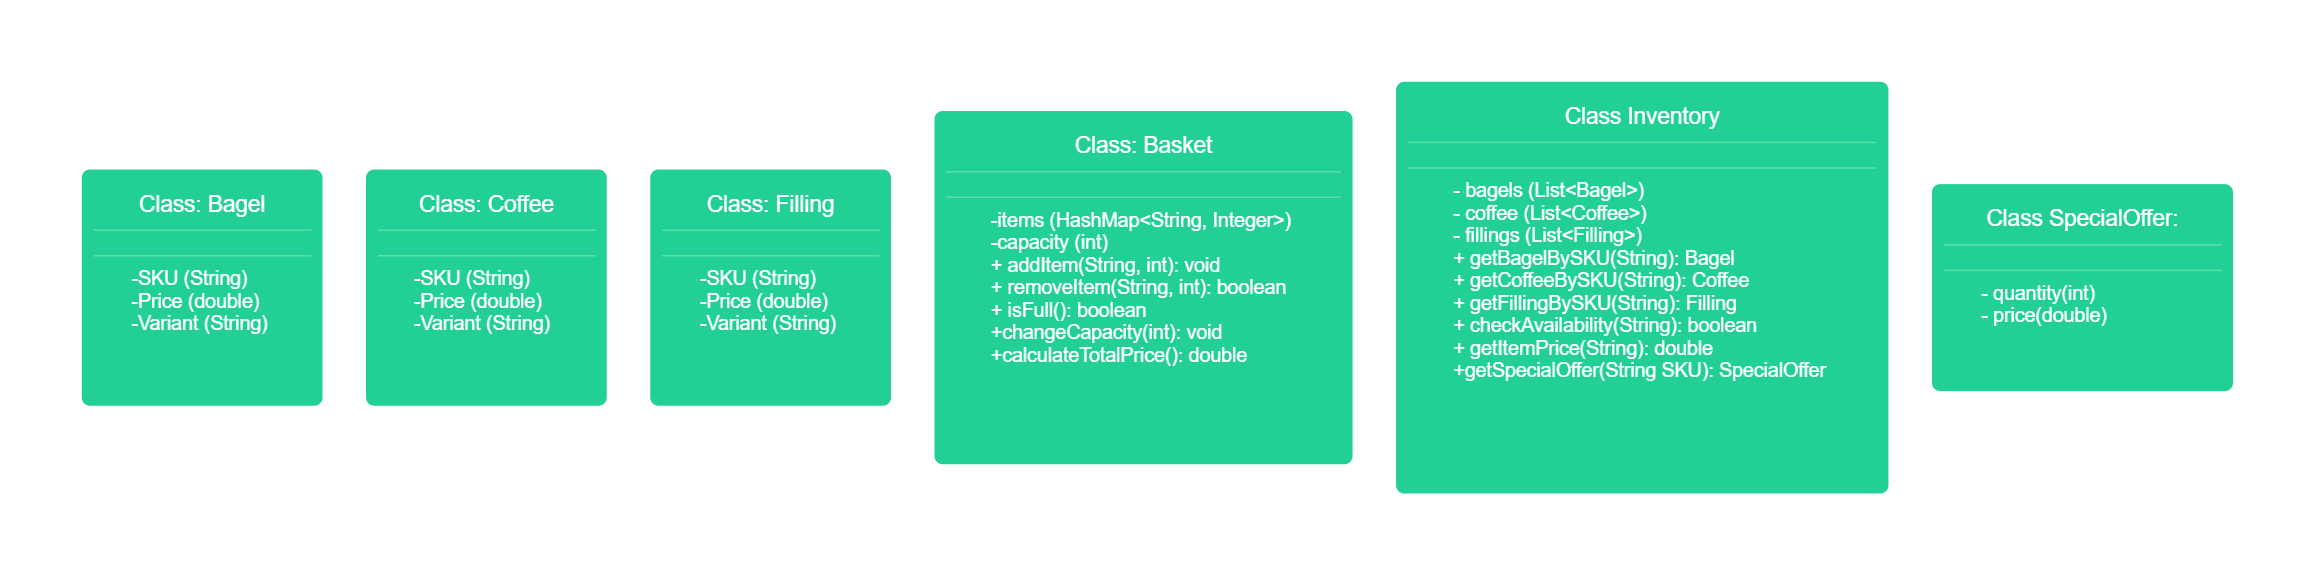 Class: Bagel
-SKU (String)
-Price (double)
-Variant (String)
Class: Coffee
-SKU (String)
-Price (double)
-Variant (String)
Class: Filling
-SKU (String)
-Price (double)
-Variant (String)
Class: Basket
-items (HashMap<String, Integer>)
-capacity (int)
+ addItem(String, int): void
+ removeItem(String, int): boolean
+ isFull(): boolean
+changeCapacity(int): void
+calculateTotalPrice(): double
Class Inventory
- bagels (List<Bagel>)
- coffee (List<Coffee>)
- fillings (List<Filling>)
+ getBagelBySKU(String): Bagel
+ getCoffeeBySKU(String): Coffee
+ getFillingBySKU(String): Filling
+ checkAvailability(String): boolean
+ getItemPrice(String): double
+getSpecialOffer(String SKU): SpecialOffer
Class SpecialOffer:
- quantity(int)
- price(double)